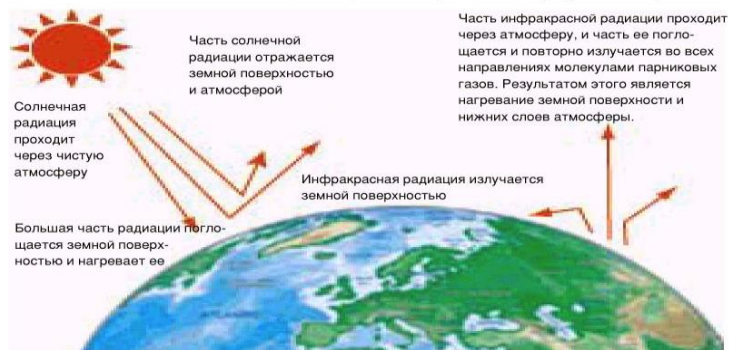 Солнечная
радиация
проходит
через чистую
атмосферу
Часть солнечной
радиации отражается
земной поверхностью
и атмосферой
Часть инфракрасной радиации проходит
через атмосферу, и часть ее погло-
щается и повторно излучается во всех
направлениях молекулами парниковых
газов. Результатом этого является
нагревание земной поверхности и
нижних слоев атмосферы.
Инфракрасная радиация излучается
земной поверхностью
Большая часть радиации погло-
щается земной поверх-
ностью и нагревает ее